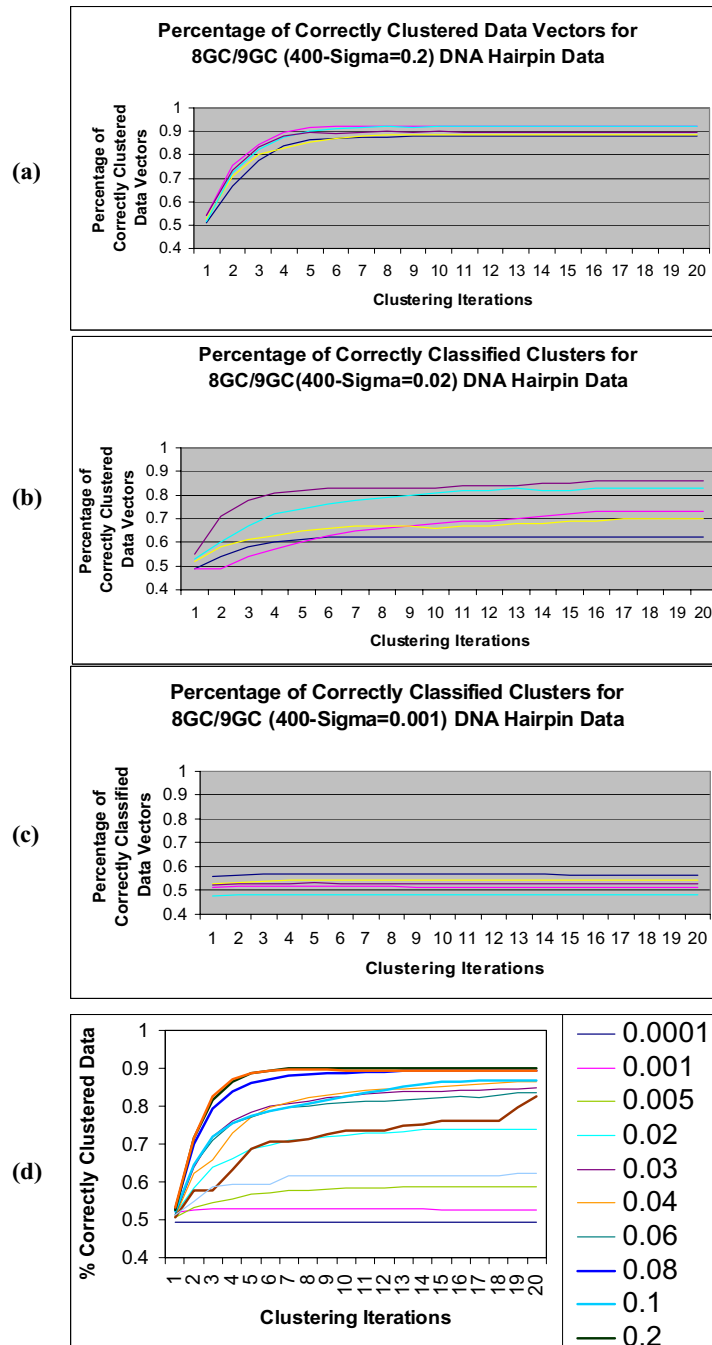 Percentage of Correctly Clustered Data Vectors for
8GC/9GC (400-Sigma=0.2) DNA Hairpin Data
(a)
Percentage of
Correctly Clustered
Data Vectors
1
0.9
0.8
0.7
0.6
0.5
0.4
1 2 3 4 5 6 7 8 9 10 11 12 13 14 15 16 17 18 19 20
Clustering Iterations
Percentage of Correctly Classified Clusters for
8GC/9GC(400-Sigma=0.02) DNA Hairpin Data
(b)
Percentage of
Correctly Clustered
Data Vectors
1
0.9
0.8
0.7
0.6
0.5
0.4
1 2 3 4 5 6 7 8 9 10 11 12 13 14 15 16 17 18 19 20
Clustering Iterations
Percentage of Correctly Classified Clusters for
8GC/9GC (400-Sigma=0.001) DNA Hairpin Data
(c)
Percentage of
Correctly Classified
Data Vectors
1
0.9
0.8
0.7
0.6
0.5
0.4
1 2 3 4 5 6 7 8 9 10 11 12 13 14 15 16 17 18 19 20
Clustering Iterations
(d)
% Correctly Clustered Data
1
0.9
0.8
0.7
0.6
0.5
0.4
1 2 3 4 5 6 7 8 9 10 11 12 13 14 15 16 17 18 19 20
Clustering Iterations
0.0001
0.001
0.005
0.02
0.03
0.04
0.06
0.08
0.1
0.2